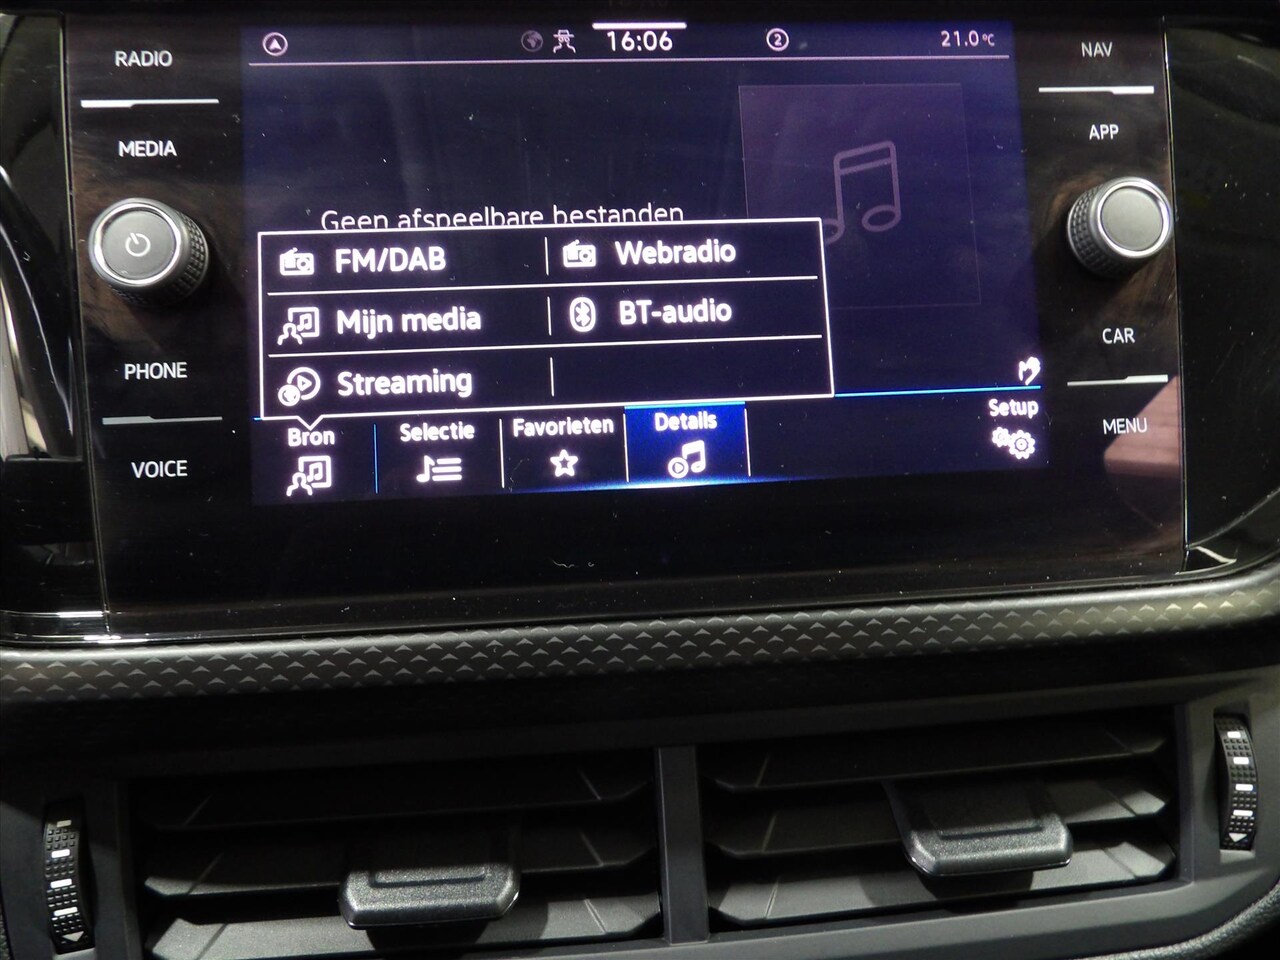 RADIO
MEDIA
PHONE
VOICE
16:06
2
21.0°C
Geen afspeelbare bestanden
FM/DAB
Webradio
Mijn media
BT-audio
Streaming
Bron
Selectie
Favorieten
Details
Setup
NAV
APP
CAR
MENU